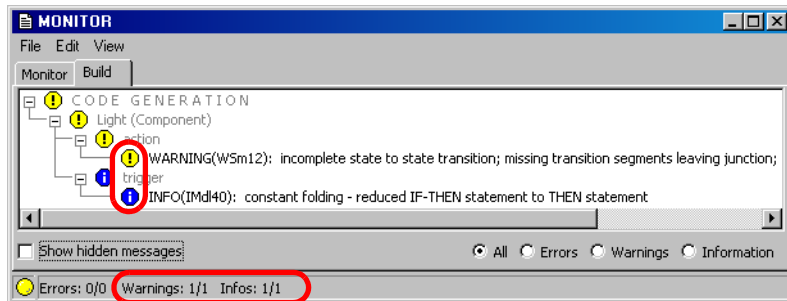 MONITOR
File Edit View
Monitor Build
CODE GENERATION
Light (Component)
action
WARNING(WSm12): incomplete state to state transition; missing transition segments leaving junction;
trigger
INFO(IMdl40): constant folding - reduced IF-THEN statement to THEN statement
Show hidden messages All Errors Warnings Information
Errors: 0/0 Warnings: 1/1 Infos: 1/1